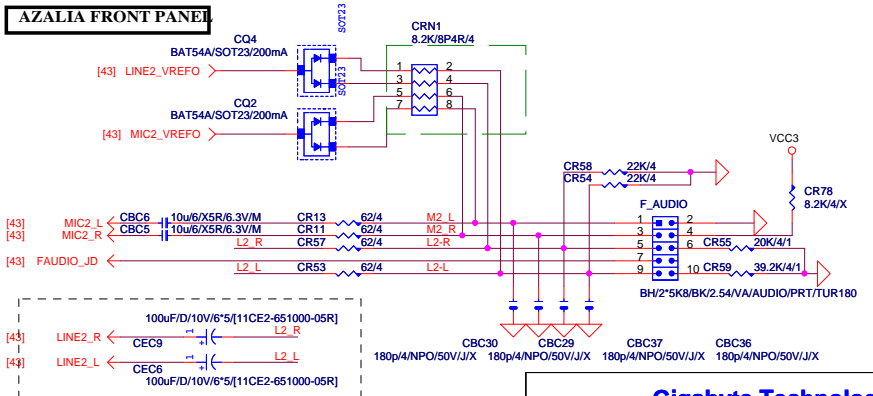 AZALIA FRONT PANEL
SOT23
CQ4
BAT54A/SOT23/200mA
CRN1
8.2K/8P4R/4
[43] LINE2_VREFO
1 2
3 4
5 6
7 8
SOT23
CQ2
BAT54A/SOT23/200mA
[43] MIC2_VREFO
VCC3
CR58 22K/4
CR54 22K/4
CR78
8.2K/4/X
F_AUDIO
[43] MIC2_L CBC6 10u/6/X5R/6.3V/M CR13 62/4 M2_L 1 2
[43] MIC2_R CBC5 10u/6/X5R/6.3V/M CR11 62/4 M2_R 3 4
L2_R CR57 62/4 L2-R 5 6 CR55 20K/4/1
[43] FAUDIO_JD 7
L2_L CR53 62/4 L2-L 9 10 CR59 39.2K/4/1
BH/2*5K8/BK/2.54/VA/AUDIO/PRT/TUR180
100uF/D/10V/6*5/[11CE2-651000-05R]
[43] LINE2_R 1 + L2_R
CEC9
[43] LINE2_L 1 + L2_L
CEC6
100uF/D/10V/6*5/[11CE2-651000-05R]
CBC30 CBC29 CBC37 CBC36
180p/4/NPO/50V/J/X 180p/4/NPO/50V/J/X 180p/4/NPO/50V/J/X 180p/4/NPO/50V/J/X